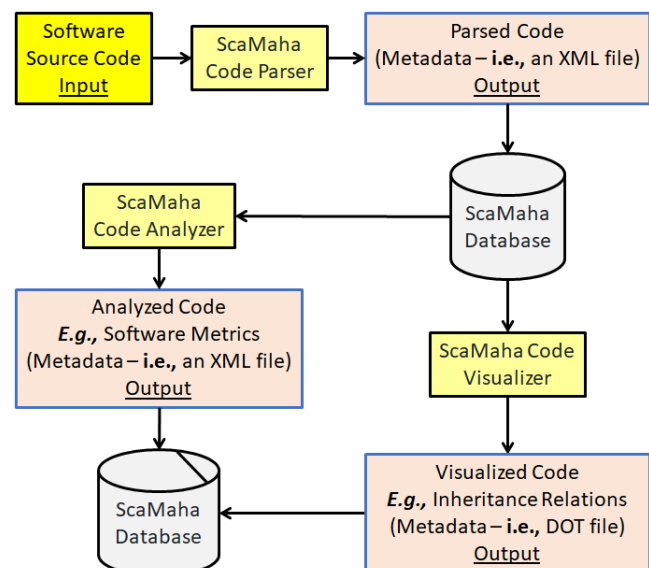 Software
Source Code
Input
ScaMaha
Code Parser
Parsed Code
(Metadata – i.e., an XML file)
Output
ScaMaha
Database
ScaMaha
Code Analyzer
Analyzed Code
E.g., Software Metrics
(Metadata – i.e., an XML file)
Output
ScaMaha Code
Visualizer
ScaMaha
Database
Visualized Code
E.g., Inheritance Relations
(Metadata – i.e., DOT file)
Output